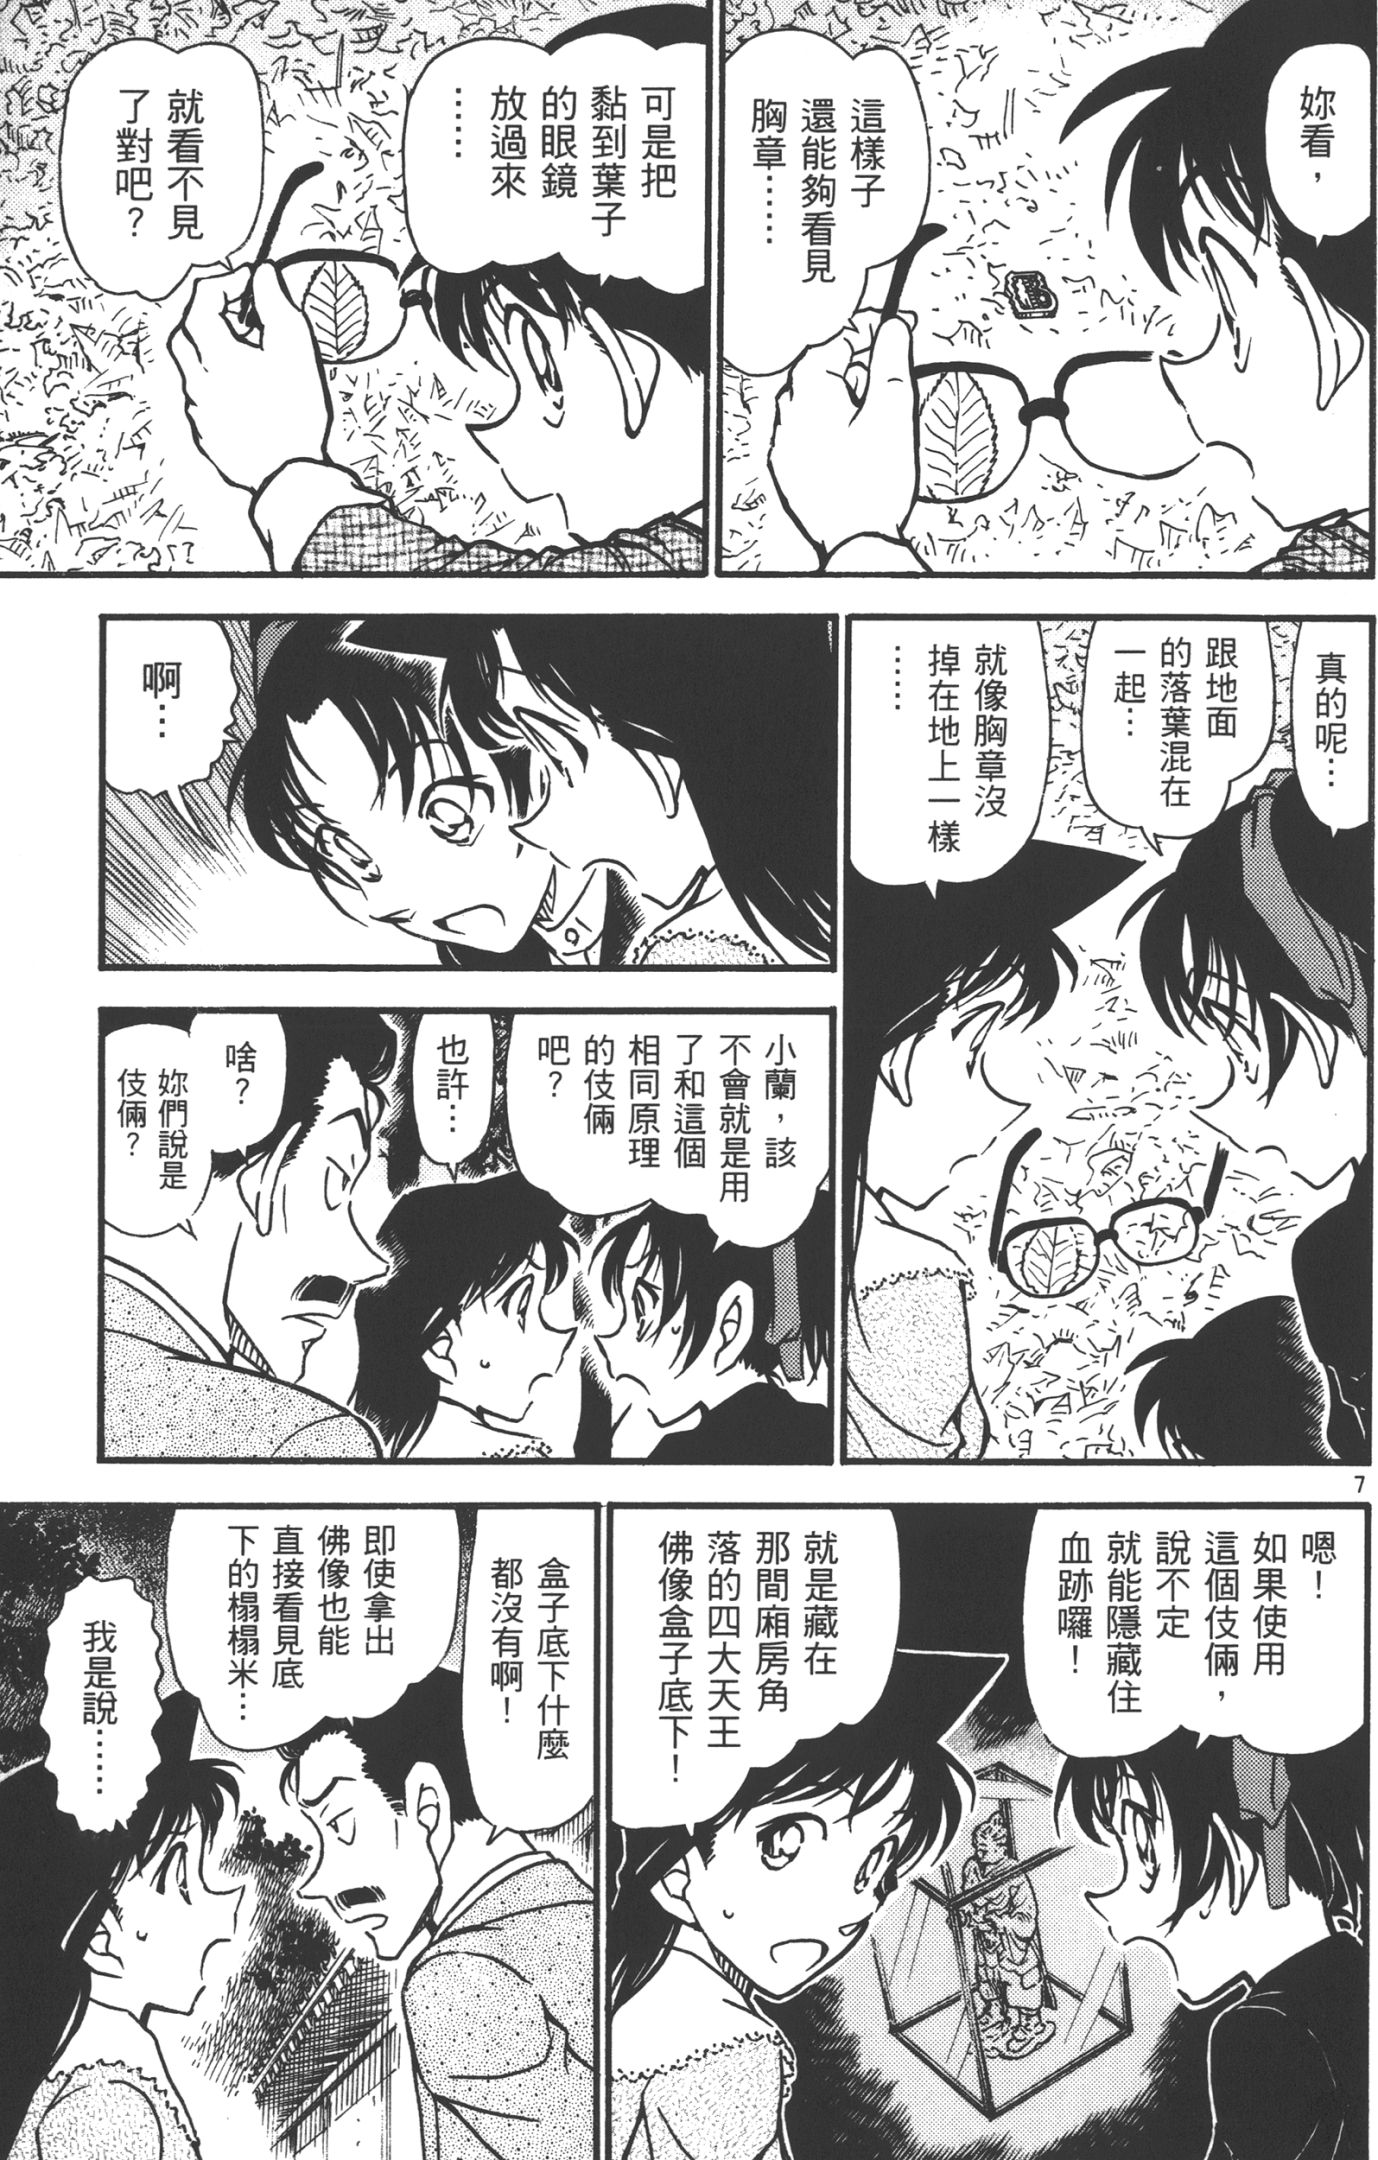 妳看，
這樣子
還能夠看見
胸章……
可是把
黏到葉子
的眼鏡
放過來
……
就看不見
了對吧？
真的呢…
跟地面
的落葉混在
一起…
就像胸章沒
掉在地上一樣
……
啊…
小蘭，該
不會就是用
了和這個
相同原理
的伎倆
吧？
也許…
啥？
妳們說是
伎倆？
7
嗯！
如果使用
這個伎倆，
說不定
就能隱藏住
血跡囉！
就是藏在
那間廂房角
落的四大天王
佛像盒子底下！
盒子底下什麼
都沒有啊！
即使拿出
佛像也能
直接看見底
下的榻榻米…
我是說……